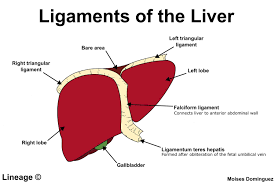 Ligaments of the Liver
Bare area
Left triangular
ligament
Right triangular
ligament
Left lobe
Falciform ligament
Connects liver to anterior abdominal wall
Ligamentum teres hepatis
Formed after obliteration of the fetal umbilical vein
Right lobe
Gallbladder
Lineage ©
Moises Dominguez